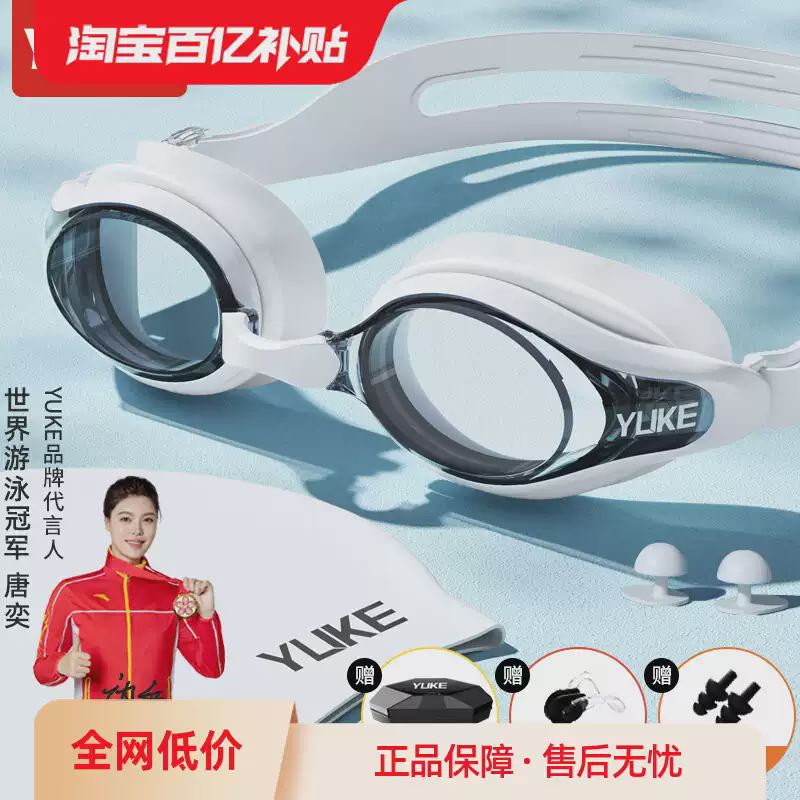 淘宝百亿补贴
Y
YUKE
YUKE品牌代言人
世界游泳冠军 唐奕
YUKE
赠
赠
赠
YUKE
全网低价
正品保障·售后无忧